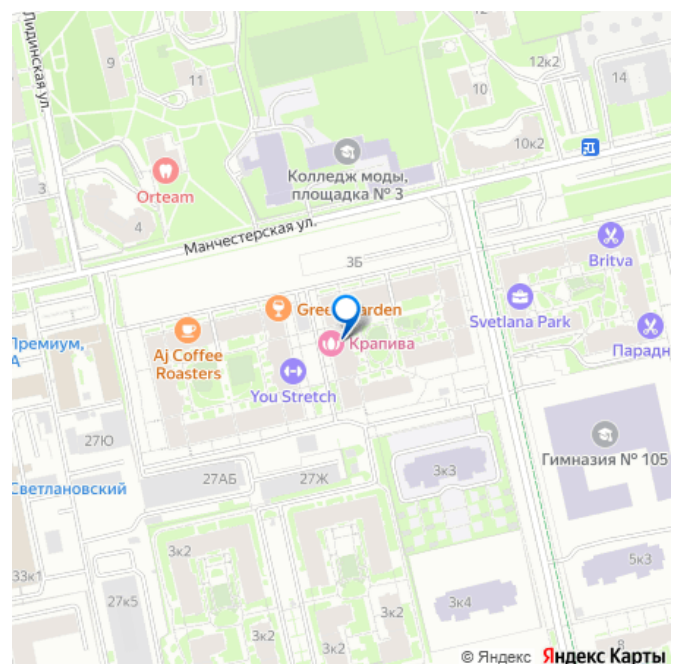 Лидинская ул.
9
11
12
12к2
14
10
10к2
Колледж моды,
площадка № 3
Orteam
3
4
Манчестерская ул.
3Б
Britva
Svetlana Park
Парадн
Green Garden
Aj Coffee
Roasters
Крапива
You Stretch
Премиум,
А
27Ю
Светлановский
27АБ
27Ж
3к3
Гимназия № 105
3к2
33к1
27к5
3к2
3к2
3к2
3к4
5к3
8
© Яндекс Яндекс Карты